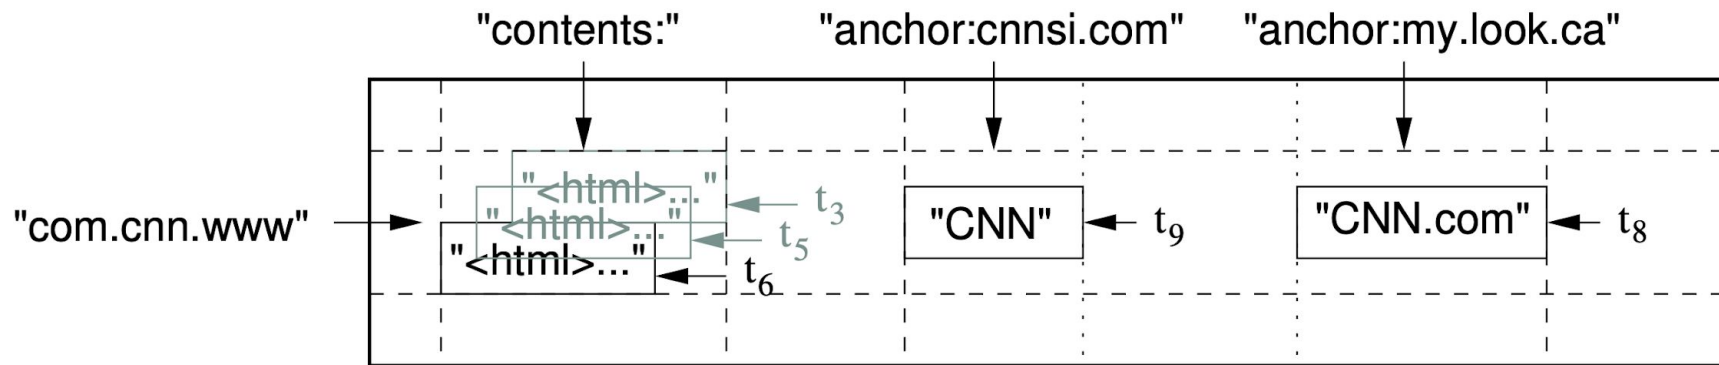 "contents:" "anchor:cnnsi.com" "anchor:my.look.ca"
"<html>..." t3
"com.cnn.www" "<html>..." t5 "CNN" t9 "CNN.com" t8
"<html>..." t6